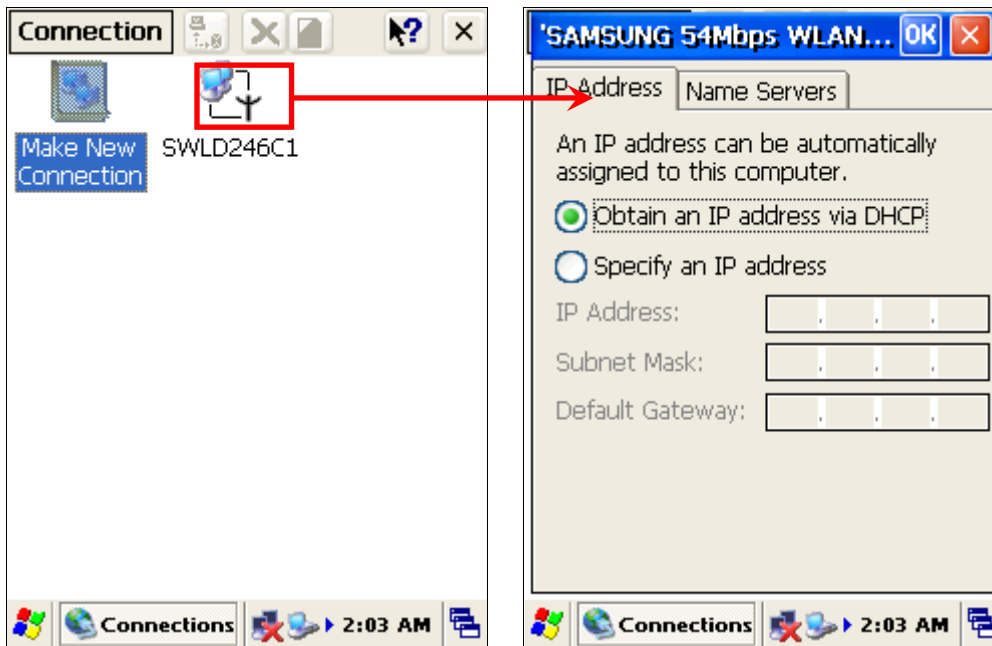 Connection
?
×
Make New
Connection
SWLD246C1
Connections
2:03 AM
'SAMSUNG 54Mbps WLAN... OK ×
IP Address
Name Servers
An IP address can be automatically
assigned to this computer.
Obtain an IP address via DHCP
Specify an IP address
IP Address: . . .
Subnet Mask: . . .
Default Gateway: . . .
Connections
2:03 AM